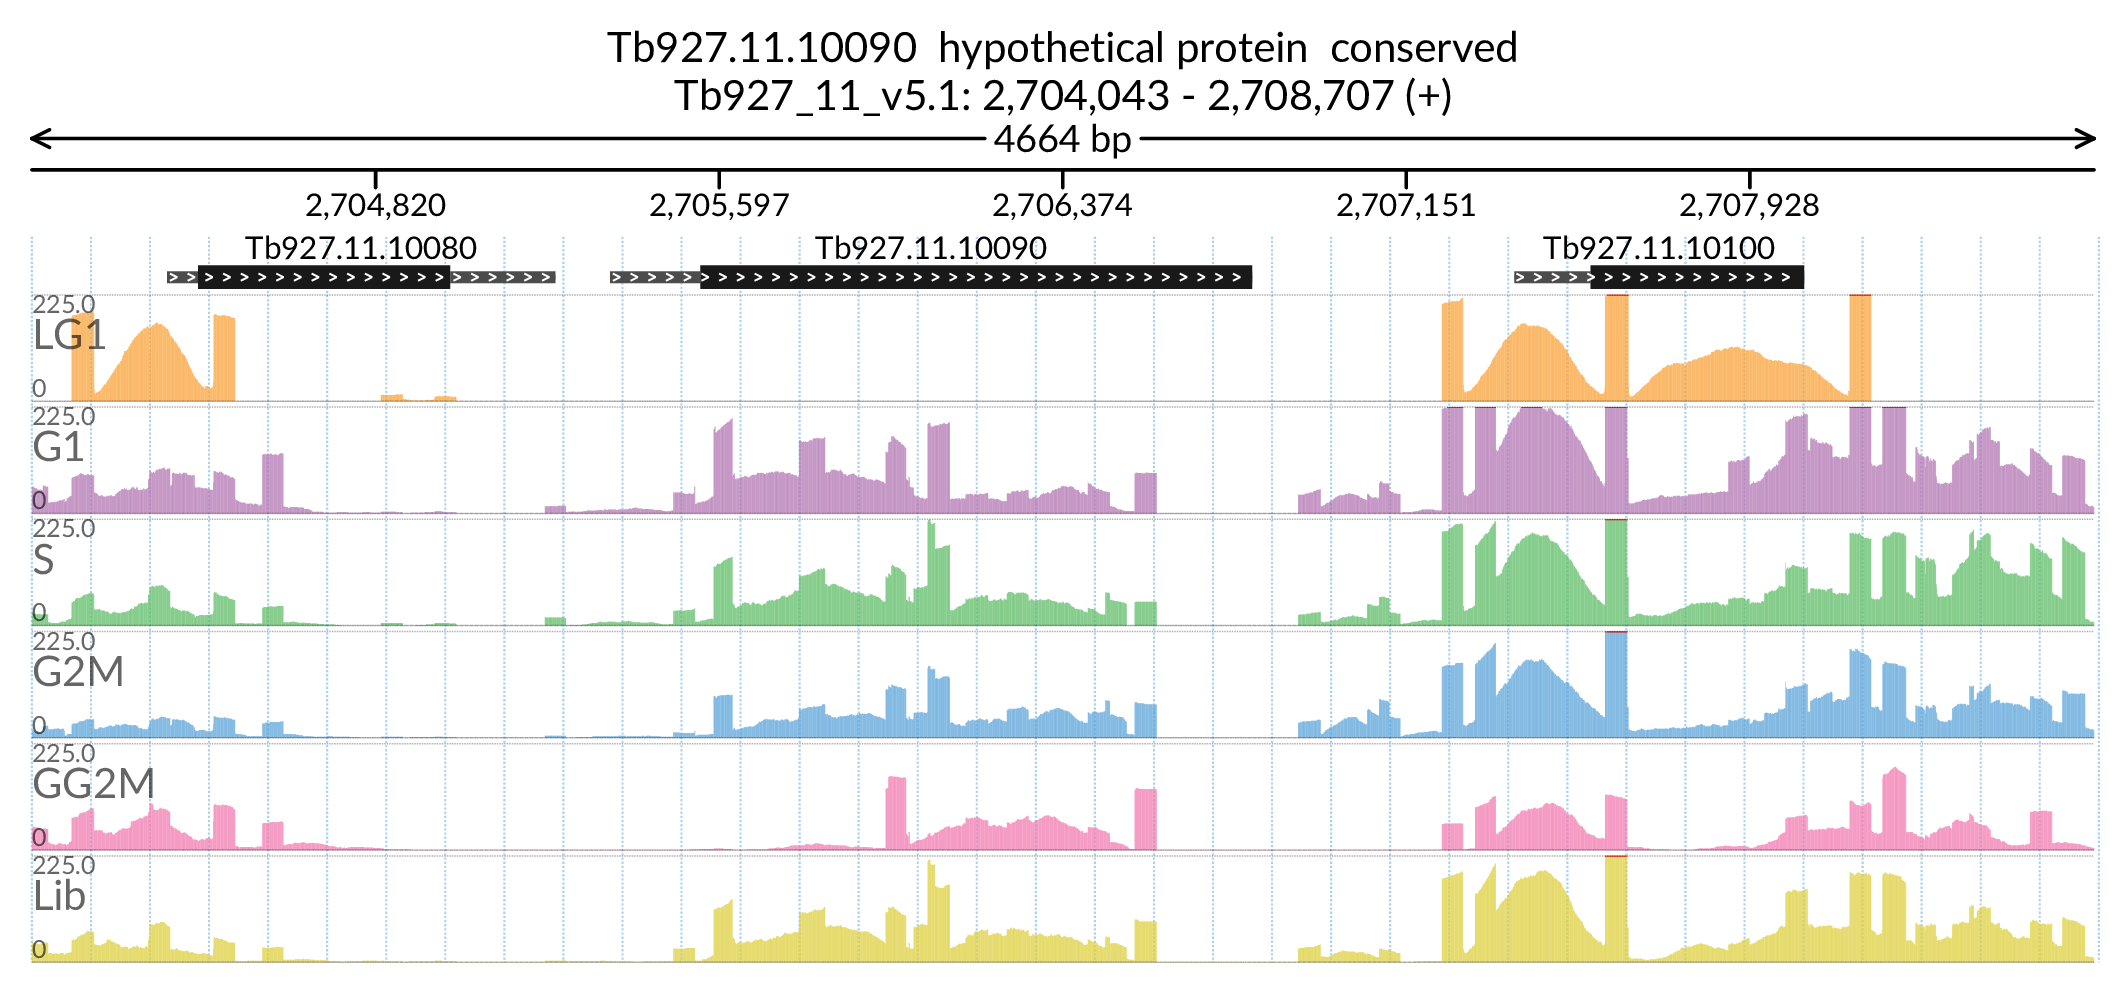 Tb927.11.10090 hypothetical protein conserved
Tb927_11_v5.1: 2,704,043 - 2,708,707 (+)
4664 bp
2,704,820 2,705,597 2,706,374 2,707,151 2,707,928
Tb927.11.10080 Tb927.11.10090 Tb927.11.10100
225.0
LG1
0
225.0
G1
0
225.0
S
0
225.0
G2M
0
225.0
GG2M
0
225.0
Lib
0